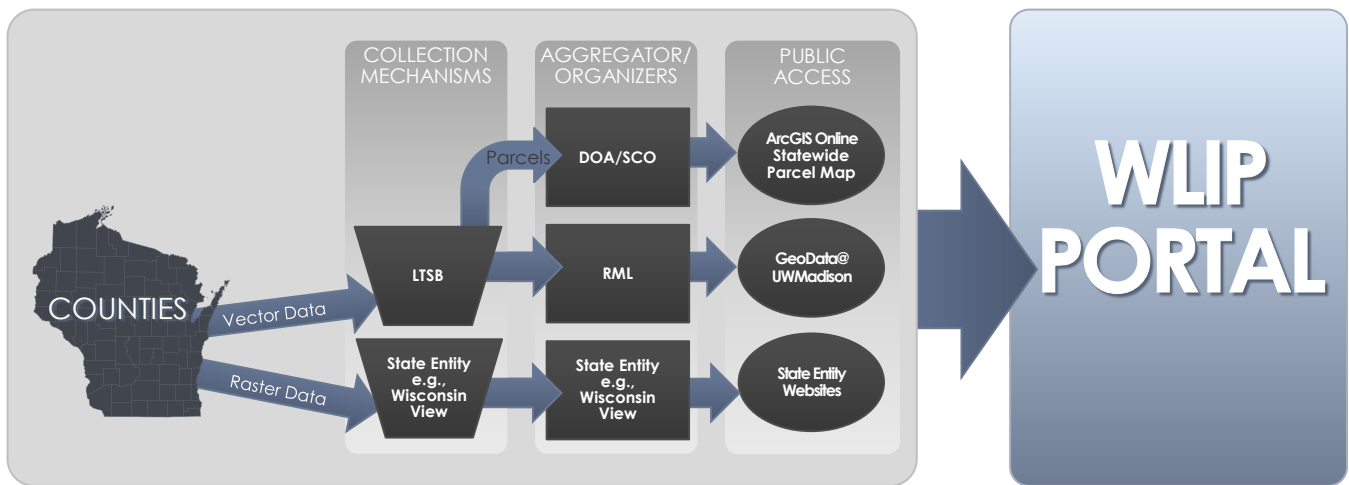 COLLECTION
MECHANISMS
AGGREGATOR/
ORGANIZERS
PUBLIC
ACCESS
Parcels
DOA/SCO
ArcGIS Online
Statewide
Parcel Map
COUNTIES
Vector Data
LTSB
RML
GeoData@
UWMadison
Raster Data
State Entity
e.g.,
Wisconsin
View
State Entity
e.g.,
Wisconsin
View
State Entity
Websites
WLIP
PORTAL